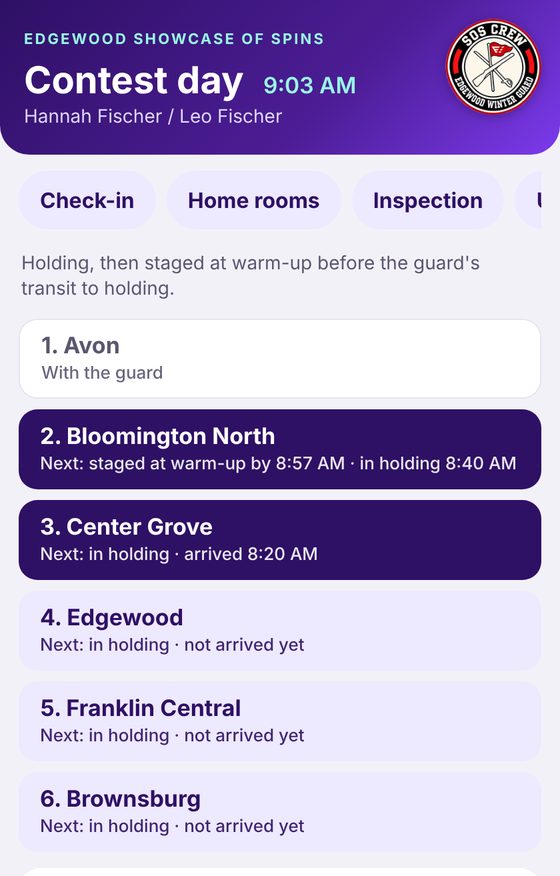 EDGEWOOD SHOWCASE OF SPINS
Contest day 9:03 AM
Hannah Fischer / Leo Fischer
SOS CREW
EDGEWOOD WINTER GUARD
Check-in Home rooms Inspection
Holding, then staged at warm-up before the guard's
transit to holding.
1. Avon
With the guard
2. Bloomington North
Next: staged at warm-up by 8:57 AM · in holding 8:40 AM
3. Center Grove
Next: in holding · arrived 8:20 AM
4. Edgewood
Next: in holding · not arrived yet
5. Franklin Central
Next: in holding · not arrived yet
6. Brownsburg
Next: in holding · not arrived yet